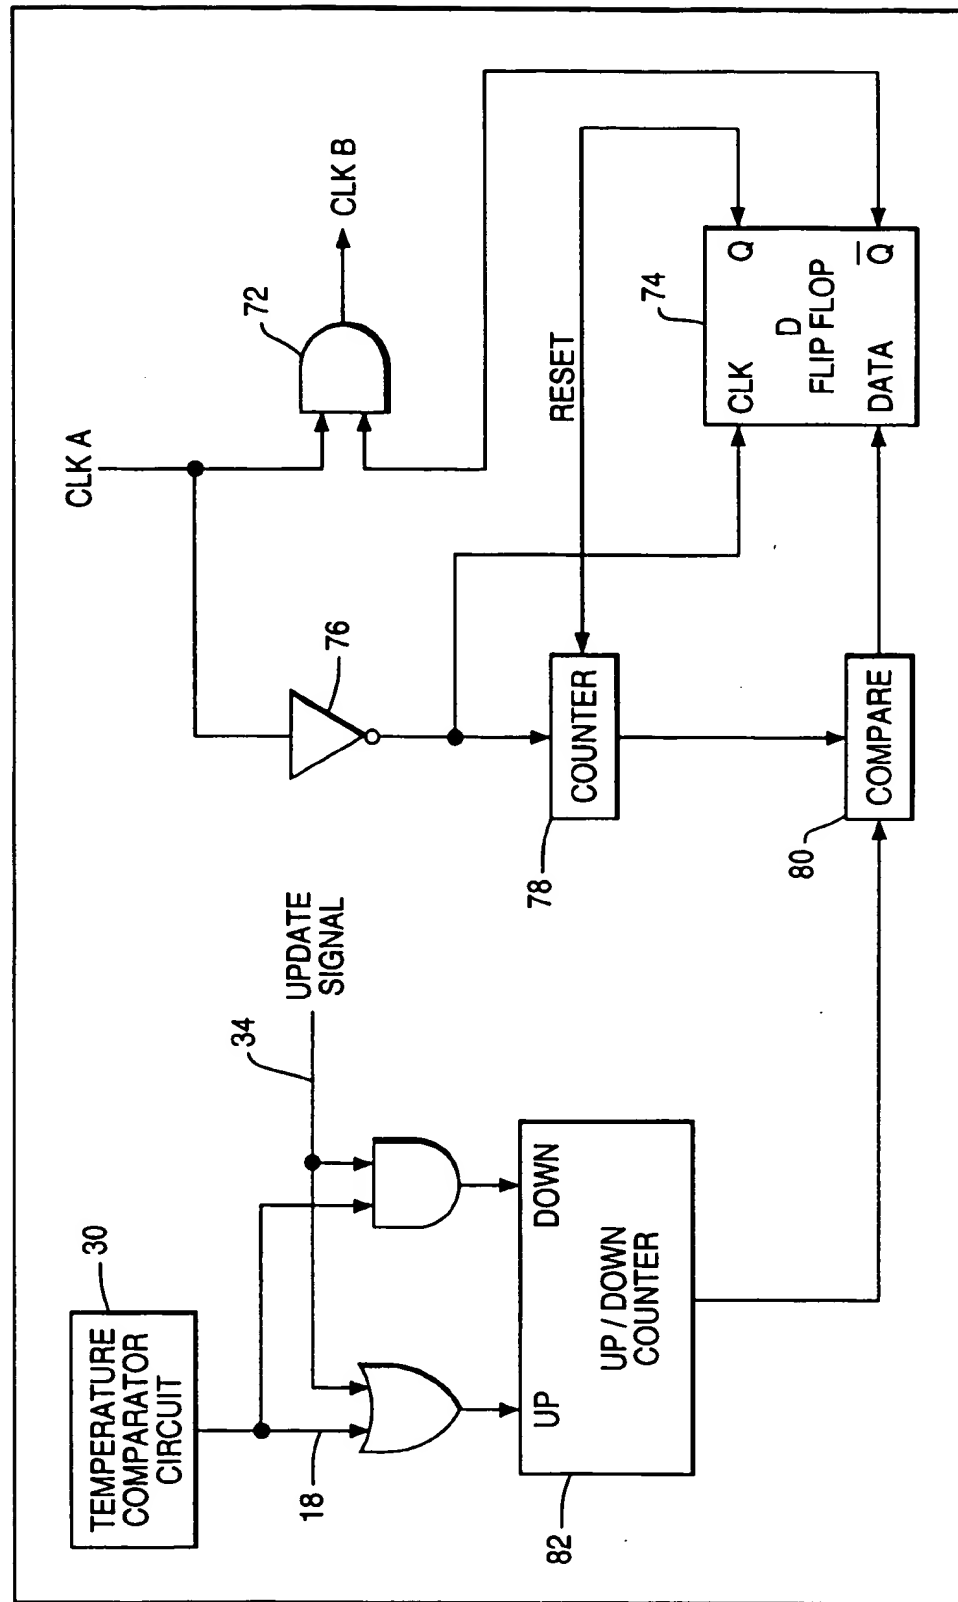 TEMPERATURE
COMPARATOR
CIRCUIT
30
18
34
UPDATE
SIGNAL
UP
DOWN
UP / DOWN
COUNTER
82
CLK A
72
CLK B
76
COUNTER
78
RESET
COMPARE
80
74
CLK
Q
D
FLIP FLOP
DATA
Q̅